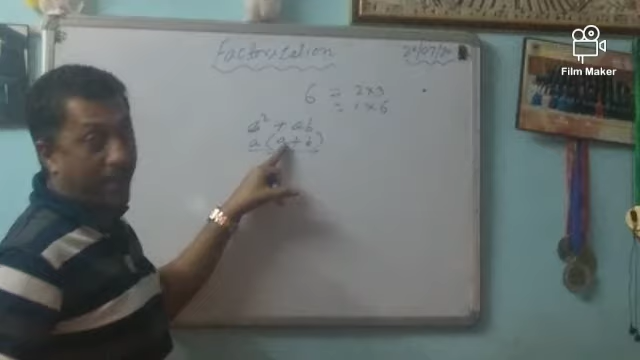 Factorization
6 = 2 x 3
= 1 x 6
a² + ab
a (a + b)
Film Maker